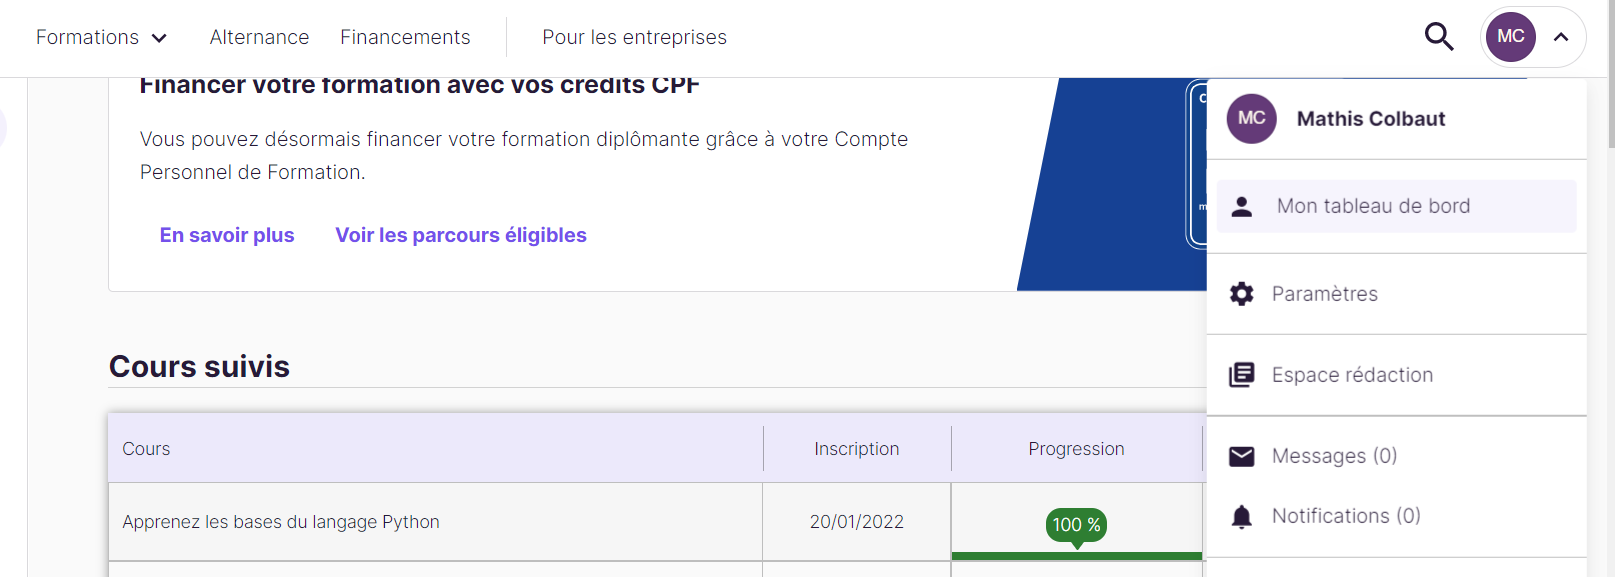 Formations
Alternance
Financements
Pour les entreprises
MC
Financer votre formation avec vos crédits CPF
Vous pouvez désormais financer votre formation diplômante grâce à votre Compte
Personnel de Formation.
En savoir plus
Voir les parcours éligibles
MC
Mathis Colbaut
Mon tableau de bord
Paramètres
Espace rédaction
Messages (0)
Notifications (0)
Cours suivis
Cours
Inscription
Progression
Apprenez les bases du langage Python
20/01/2022
100 %